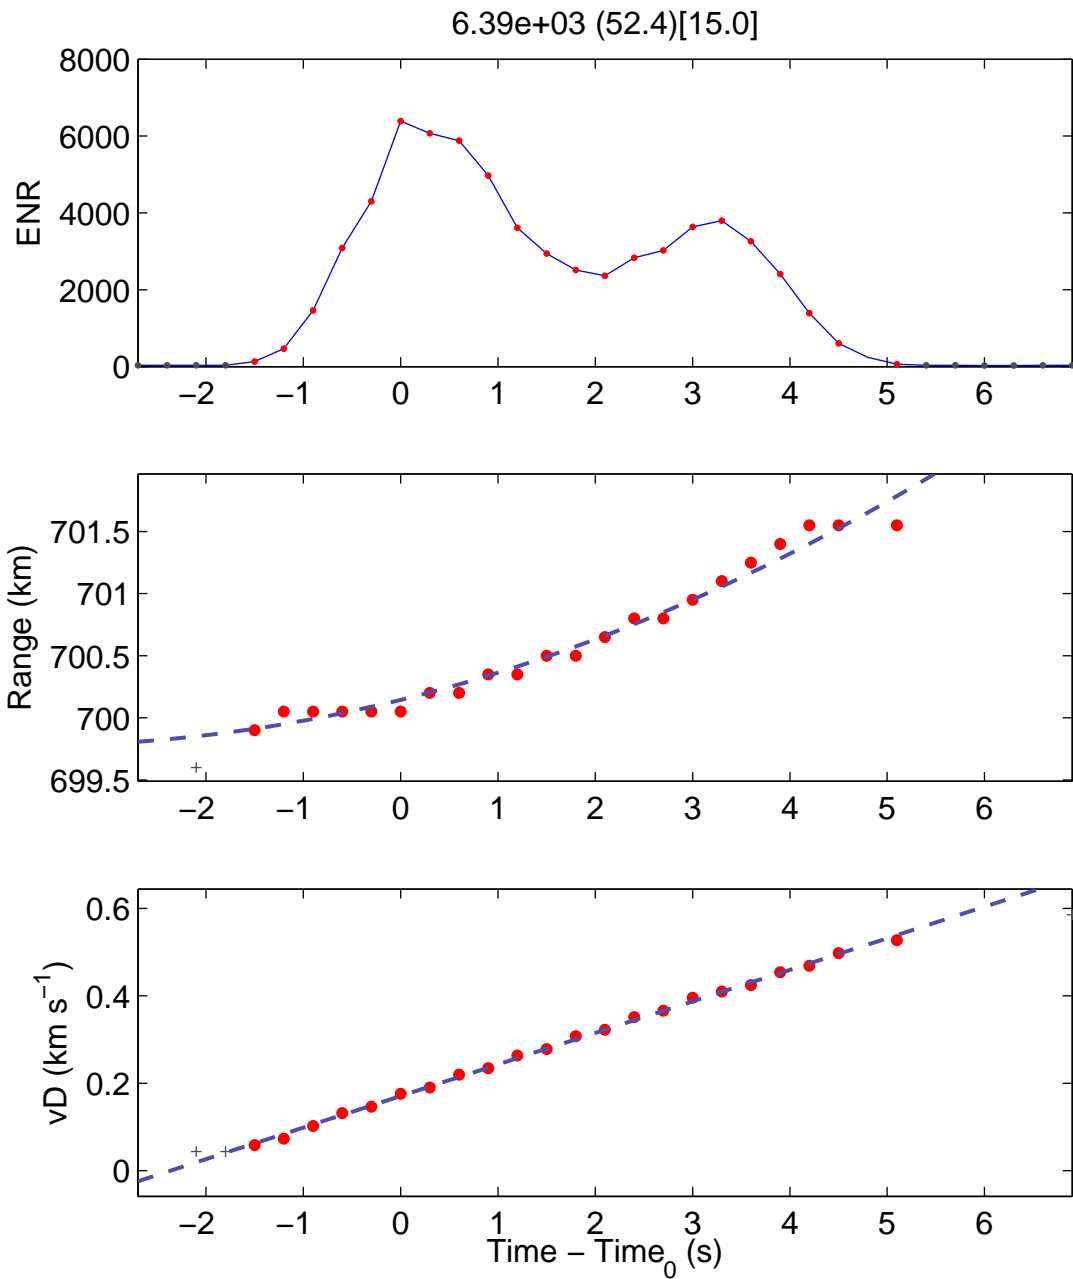 6.39e+03 (52.4)[15.0]
8000
6000
4000
2000
0
ENR
−2 −1 0 1 2 3 4 5 6
701.5
701
700.5
700
699.5
Range (km)
−2 −1 0 1 2 3 4 5 6
0.6
0.4
0.2
0
vD (km s⁻¹)
−2 −1 0 1 2 3 4 5 6
Time − Time₀ (s)